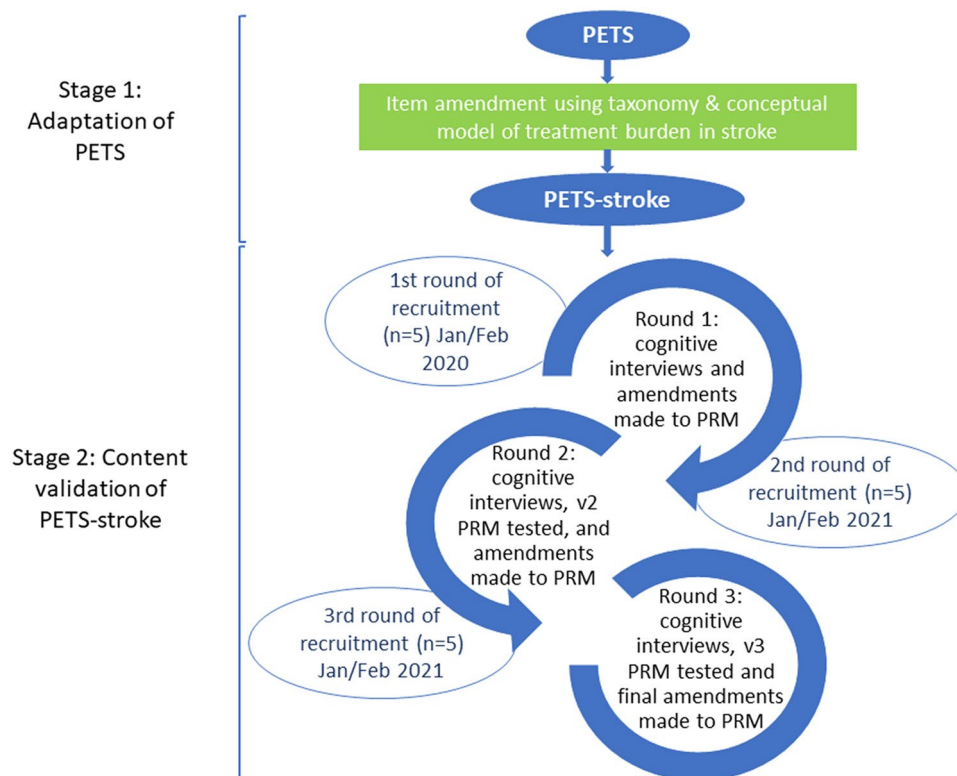 PETS
Stage 1:
Adaptation of
PETS
Item amendment using taxonomy & conceptual
model of treatment burden in stroke
PETS-stroke
1st round of
recruitment
(n=5) Jan/Feb
2020
Round 1:
cognitive
interviews and
amendments
made to PRM
Stage 2: Content
validation of
PETS-stroke
Round 2:
cognitive
interviews, v2
PRM tested, and
amendments
made to PRM
2nd round of
recruitment (n=5)
Jan/Feb 2021
3rd round of
recruitment (n=5)
Jan/Feb 2021
Round 3:
cognitive
interviews, v3
PRM tested and
final amendments
made to PRM